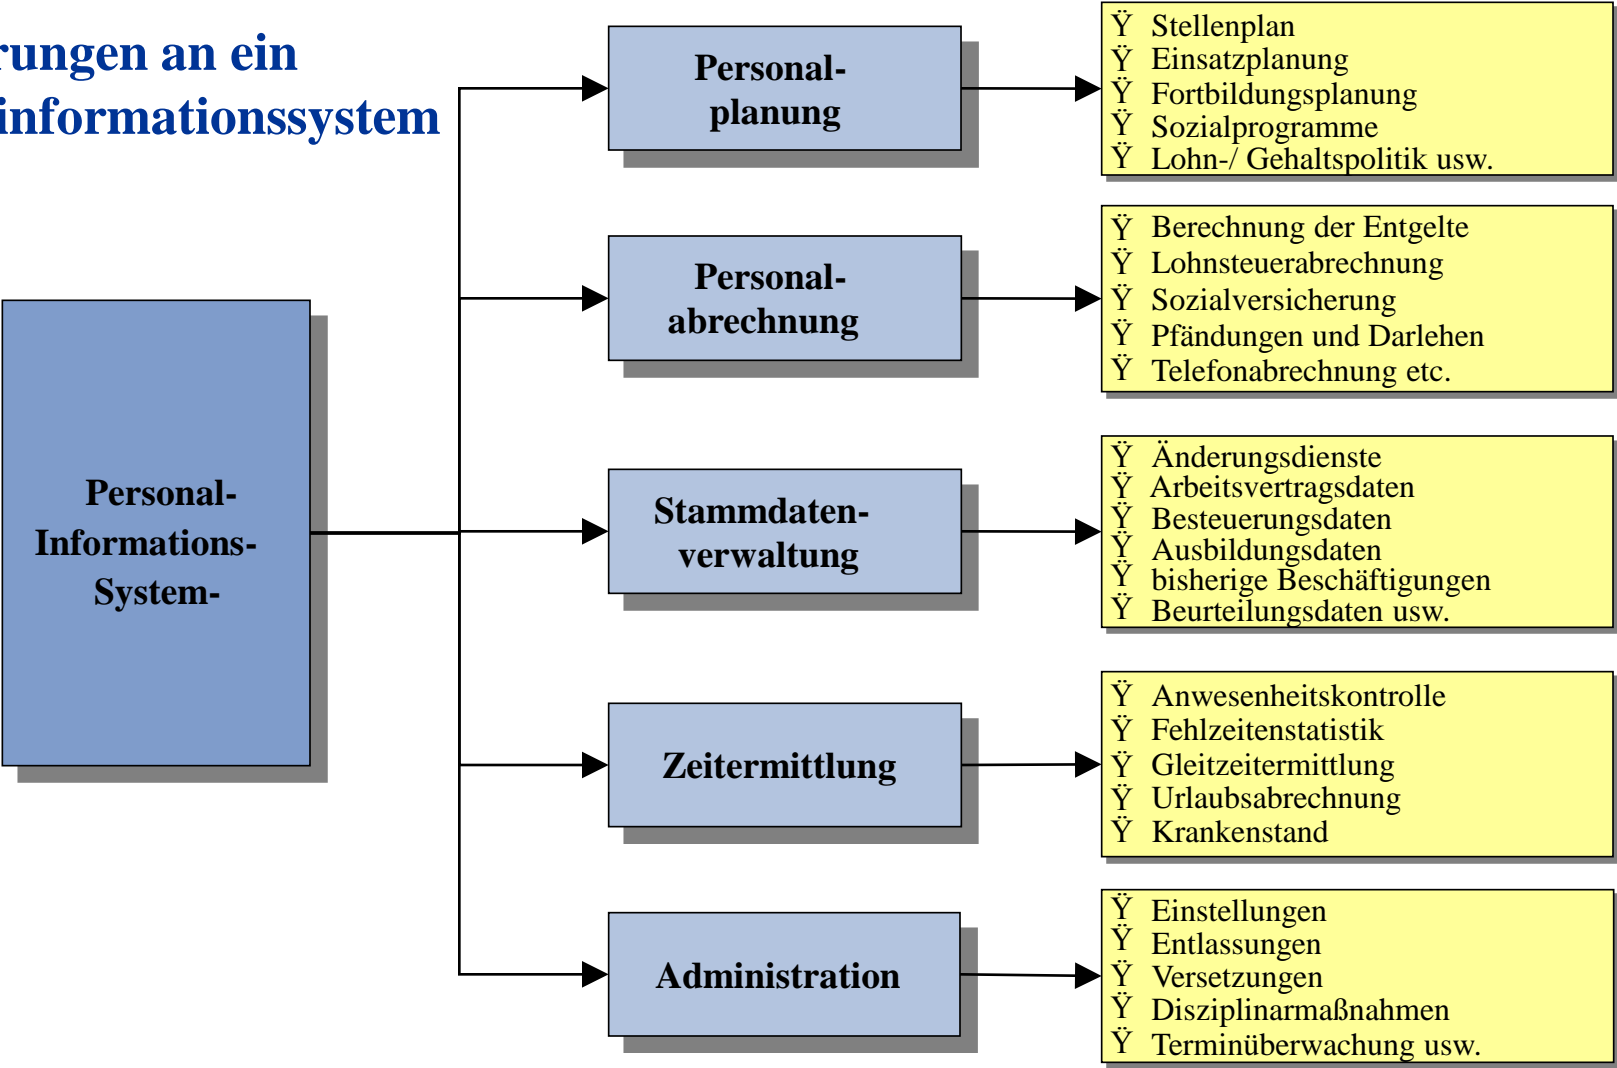 rungen an ein
informationssystem
Personal-
Informations-
System-
Personal-
planung
Ÿ Stellenplan
Ÿ Einsatzplanung
Ÿ Fortbildungsplanung
Ÿ Sozialprogramme
Ÿ Lohn-/ Gehaltspolitik usw.
Personal-
abrechnung
Ÿ Berechnung der Entgelte
Ÿ Lohnsteuerabrechnung
Ÿ Sozialversicherung
Ÿ Pfändungen und Darlehen
Ÿ Telefonabrechnung etc.
Stammdaten-
verwaltung
Ÿ Änderungsdienste
Ÿ Arbeitsvertragsdaten
Ÿ Besteuerungsdaten
Ÿ Ausbildungsdaten
Ÿ bisherige Beschäftigungen
Ÿ Beurteilungsdaten usw.
Zeitermittlung
Ÿ Anwesenheitskontrolle
Ÿ Fehlzeitenstatistik
Ÿ Gleitzeitermittlung
Ÿ Urlaubsabrechnung
Ÿ Krankenstand
Administration
Ÿ Einstellungen
Ÿ Entlassungen
Ÿ Versetzungen
Ÿ Disziplinarmaßnahmen
Ÿ Terminüberwachung usw.